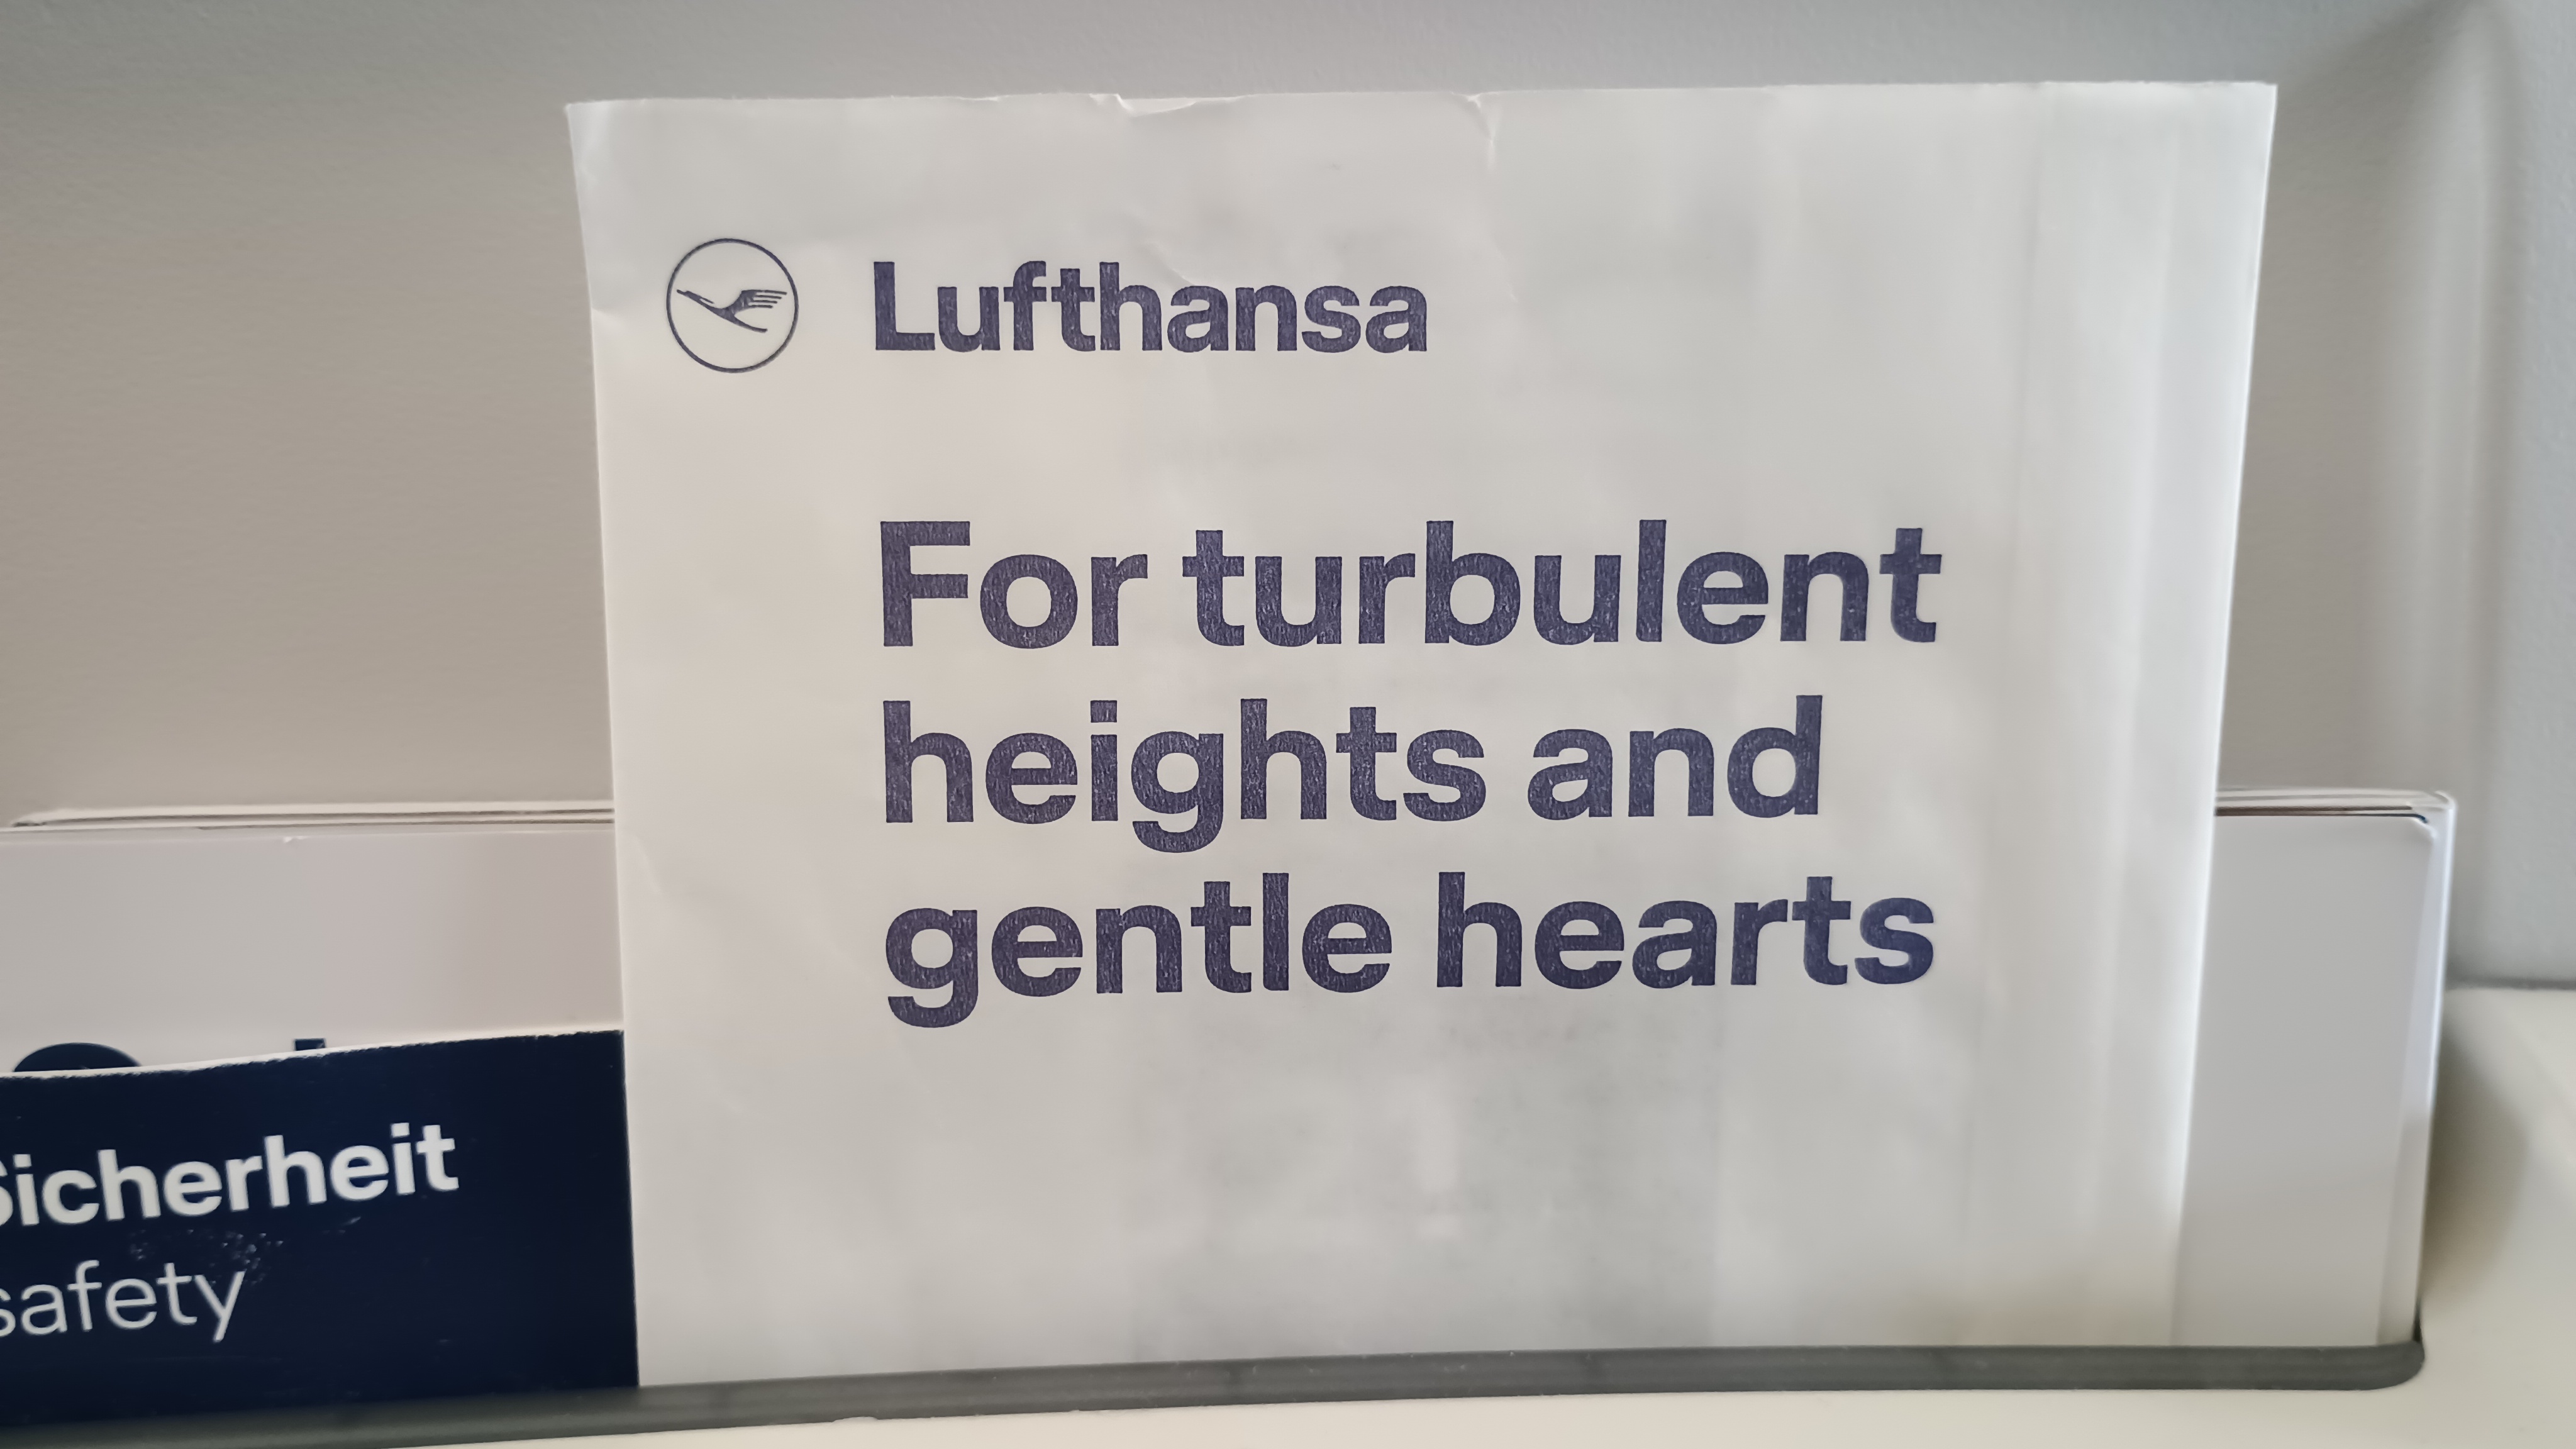 Lufthansa
For turbulent
heights and
gentle hearts
Sicherheit
safety